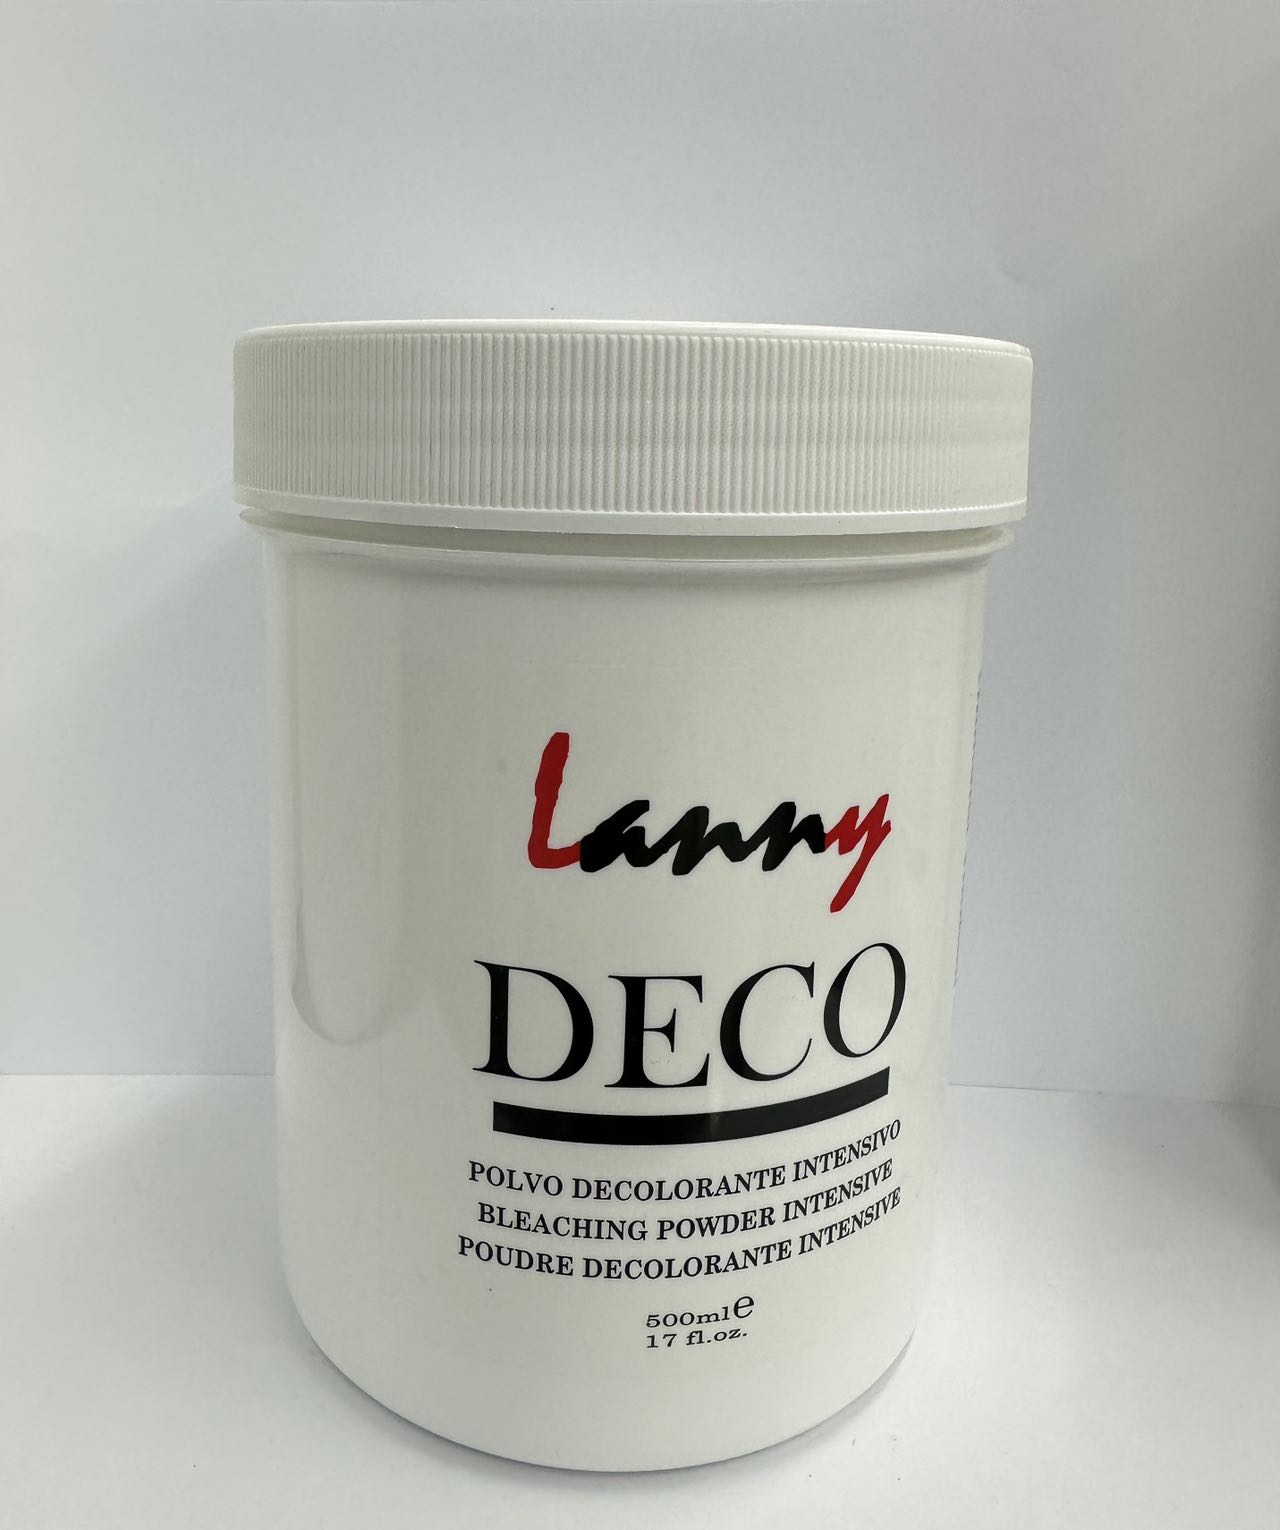 Lanny
DECO
POLVO DECOLORANTE INTENSIVO
BLEACHING POWDER INTENSIVE
POUDRE DECOLORANTE INTENSIVE
500ml℮
17 fl.oz.